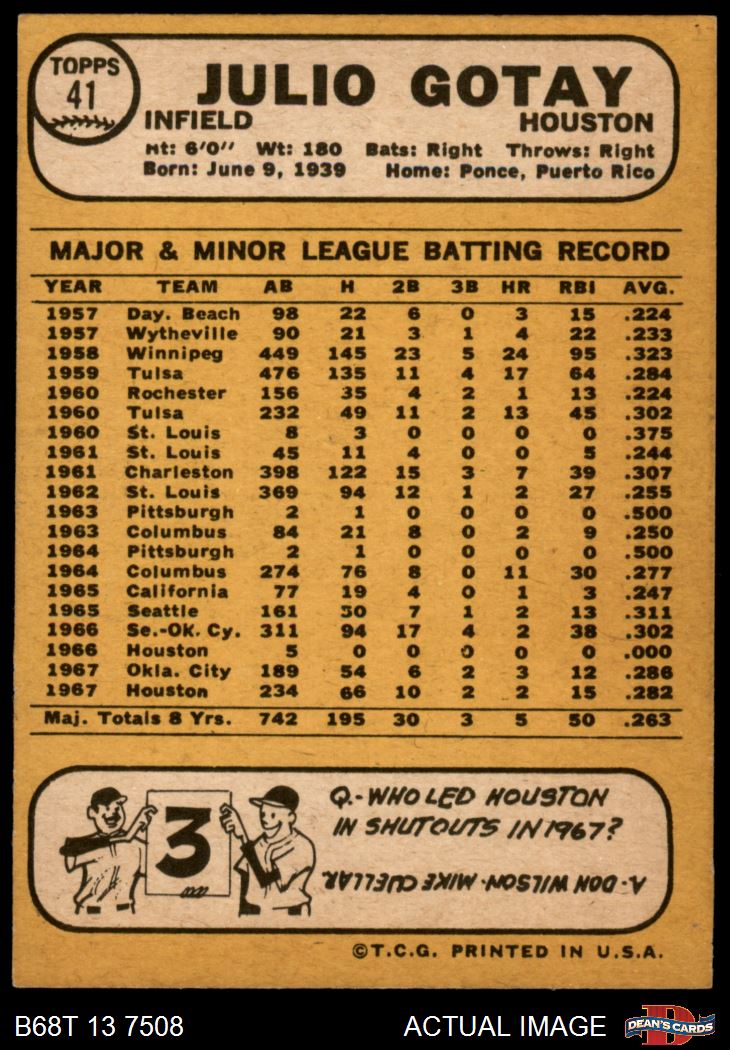 TOPPS
41
JULIO GOTAY
INFIELD HOUSTON
Ht: 6'0'' Wt: 180 Bats: Right Throws: Right
Born: June 9, 1939 Home: Ponce, Puerto Rico
MAJOR & MINOR LEAGUE BATTING RECORD
YEAR TEAM AB H 2B 3B HR RBI AVG.
1957 Day. Beach 98 22 6 0 3 15 .224
1957 Wytheville 90 21 3 1 4 22 .233
1958 Winnipeg 449 145 23 5 24 95 .323
1959 Tulsa 476 135 11 4 17 64 .284
1960 Rochester 156 35 4 2 1 13 .224
1960 Tulsa 232 49 11 2 13 45 .302
1960 St. Louis 8 3 0 0 0 0 .375
1961 St. Louis 45 11 4 0 0 5 .244
1961 Charleston 398 122 15 3 7 39 .307
1962 St. Louis 369 94 12 1 2 27 .255
1963 Pittsburgh 2 1 0 0 0 0 .500
1963 Columbus 84 21 8 0 2 9 .250
1964 Pittsburgh 2 1 0 0 0 0 .500
1964 Columbus 274 76 8 0 11 30 .277
1965 California 77 19 4 0 1 3 .247
1965 Seattle 161 50 7 1 2 13 .311
1966 Se.-OK. Cy. 311 94 17 4 2 38 .302
1966 Houston 5 0 0 0 0 0 .000
1967 Okla. City 189 54 6 2 3 12 .286
1967 Houston 234 66 10 2 2 15 .282
Maj. Totals 8 Yrs. 742 195 30 3 5 50 .263
3
Q.-WHO LED HOUSTON
IN SHUTOUTS IN 1967?
A.-DON WILSON-MIKE CUELLAR.
©T.C.G. PRINTED IN U.S.A.
B68T 13 7508 ACTUAL IMAGE D DEAN'S CARDS